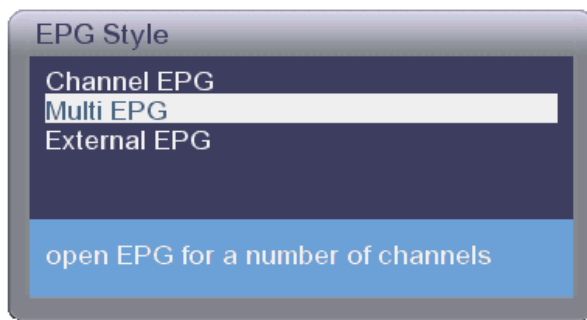 EPG Style
Channel EPG
Multi EPG
External EPG
open EPG for a number of channels